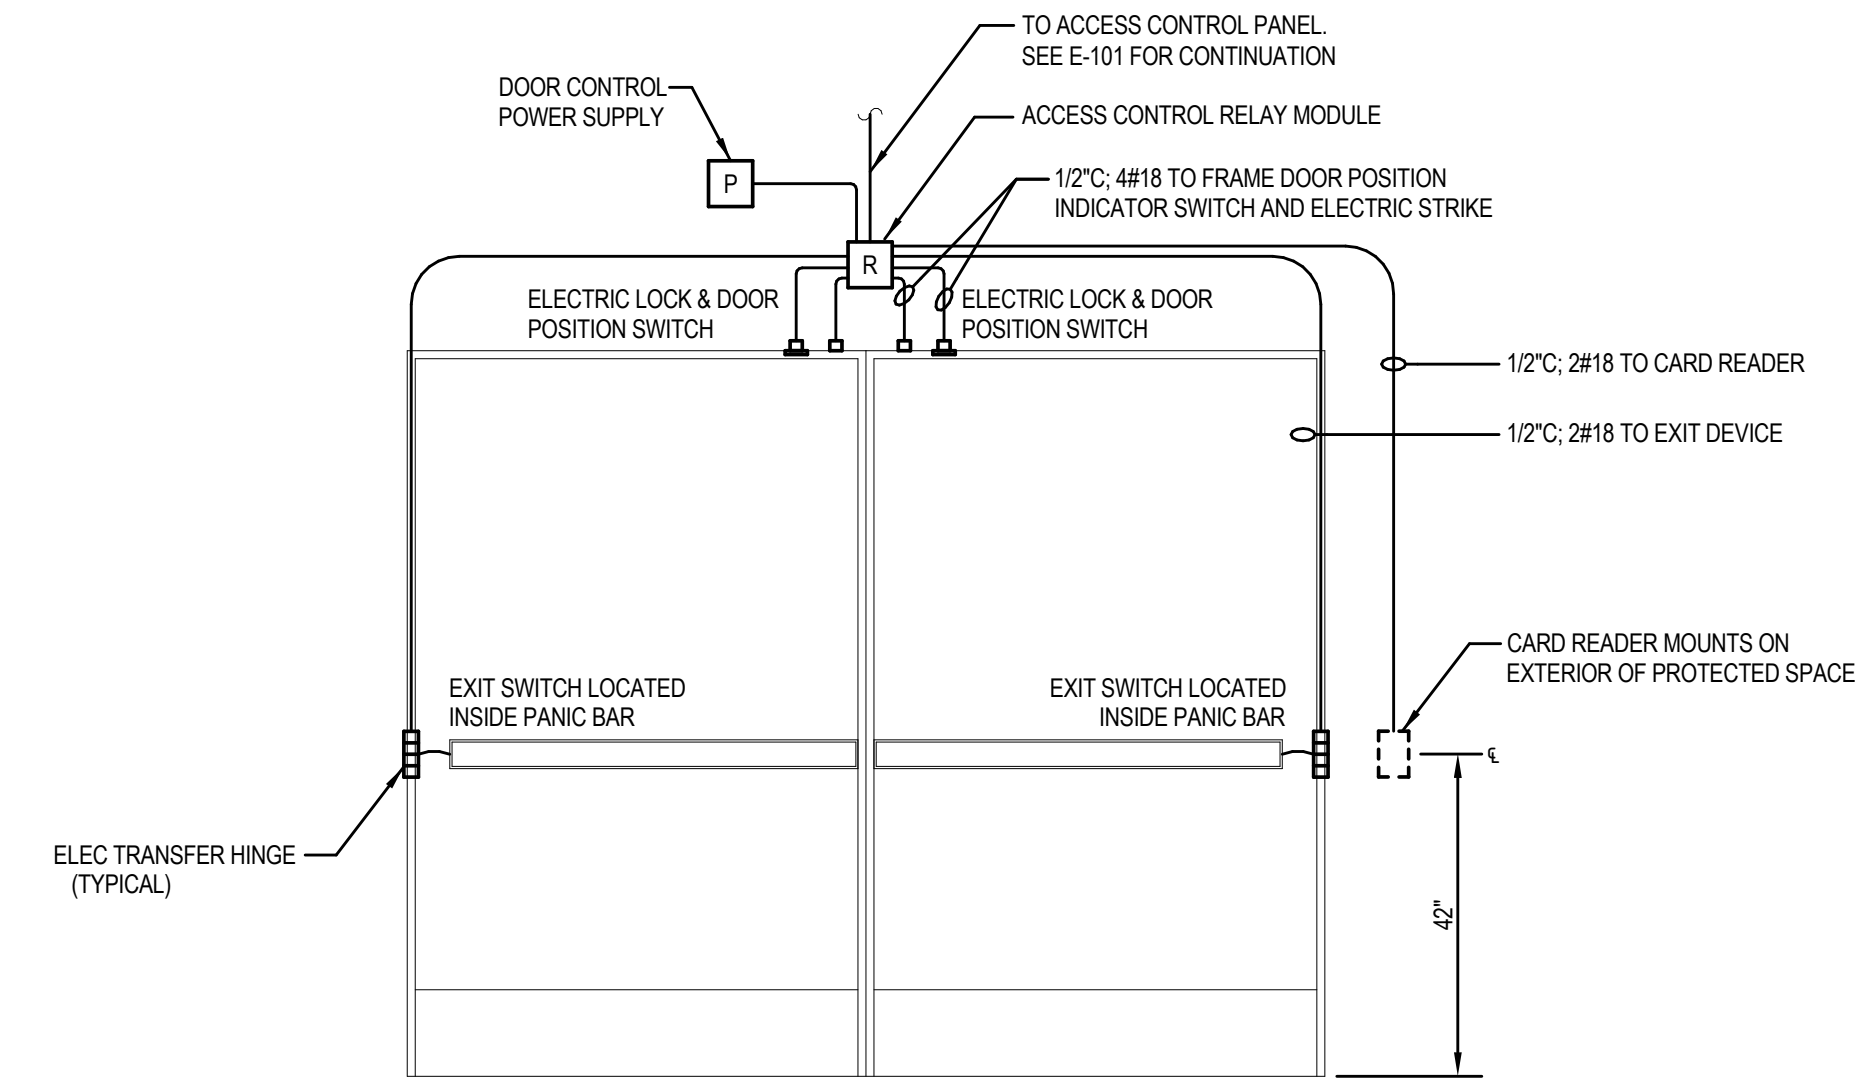 TO ACCESS CONTROL PANEL.
SEE E-101 FOR CONTINUATION
DOOR CONTROL
POWER SUPPLY
ACCESS CONTROL RELAY MODULE
P
1/2"C; 4#18 TO FRAME DOOR POSITION
INDICATOR SWITCH AND ELECTRIC STRIKE
R
ELECTRIC LOCK & DOOR
POSITION SWITCH
ELECTRIC LOCK & DOOR
POSITION SWITCH
1/2"C; 2#18 TO CARD READER
1/2"C; 2#18 TO EXIT DEVICE
CARD READER MOUNTS ON
EXTERIOR OF PROTECTED SPACE
EXIT SWITCH LOCATED
INSIDE PANIC BAR
EXIT SWITCH LOCATED
INSIDE PANIC BAR
℄
ELEC TRANSFER HINGE
(TYPICAL)
42"